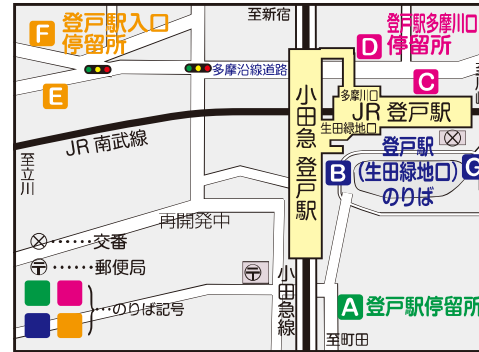 至新宿
F 登戸駅入口
停留所
登戸駅多摩川口
D 停留所
E
多摩沿線道路
C
多摩川口
JR 登戸駅
生田緑地口
小田急 登戸駅
JR 南武線
至立川
登戸駅
B (生田緑地口)
のりば
再開発中
⊗……交番
〶……郵便局
…のりば記号
小田急線
A 登戸駅停留所
至町田